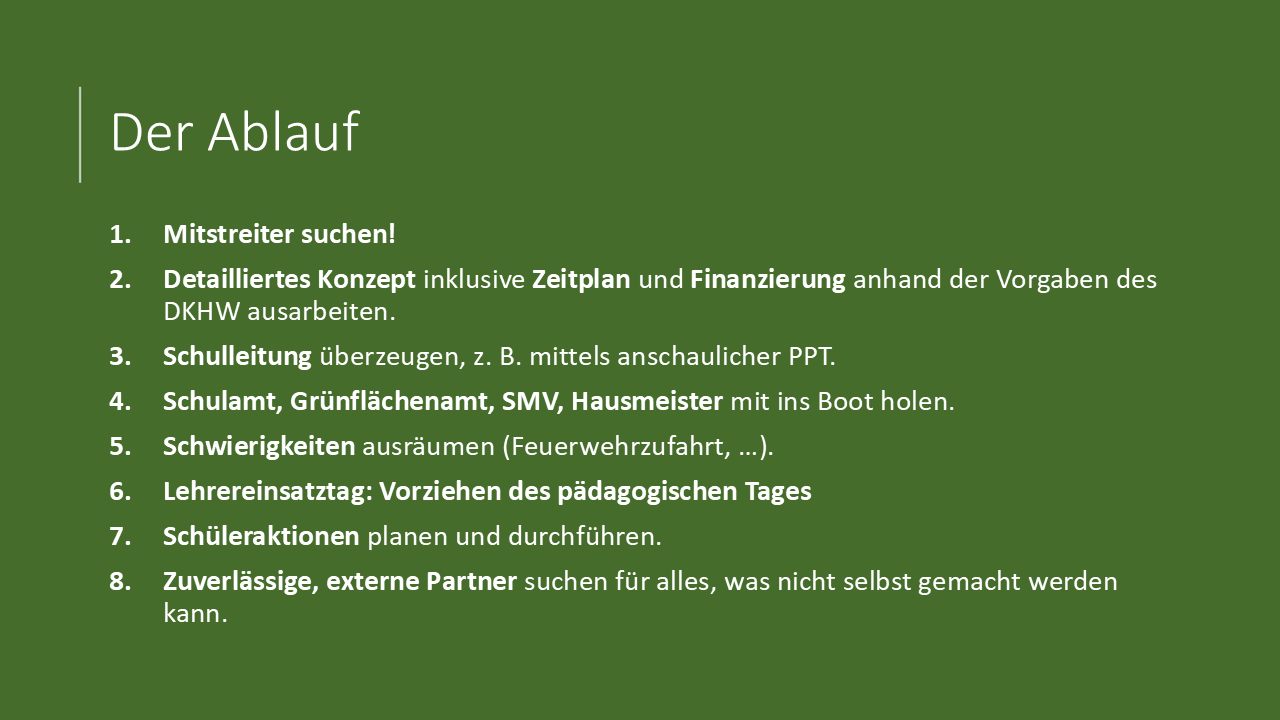 Der Ablauf
1. Mitstreiter suchen!
2. Detailliertes Konzept inklusive Zeitplan und Finanzierung anhand der Vorgaben des
DKHW ausarbeiten.
3. Schulleitung überzeugen, z. B. mittels anschaulicher PPT.
4. Schulamt, Grünflächenamt, SMV, Hausmeister mit ins Boot holen.
5. Schwierigkeiten ausräumen (Feuerwehrzufahrt, …).
6. Lehrereinsatztag: Vorziehen des pädagogischen Tages
7. Schüleraktionen planen und durchführen.
8. Zuverlässige, externe Partner suchen für alles, was nicht selbst gemacht werden
kann.